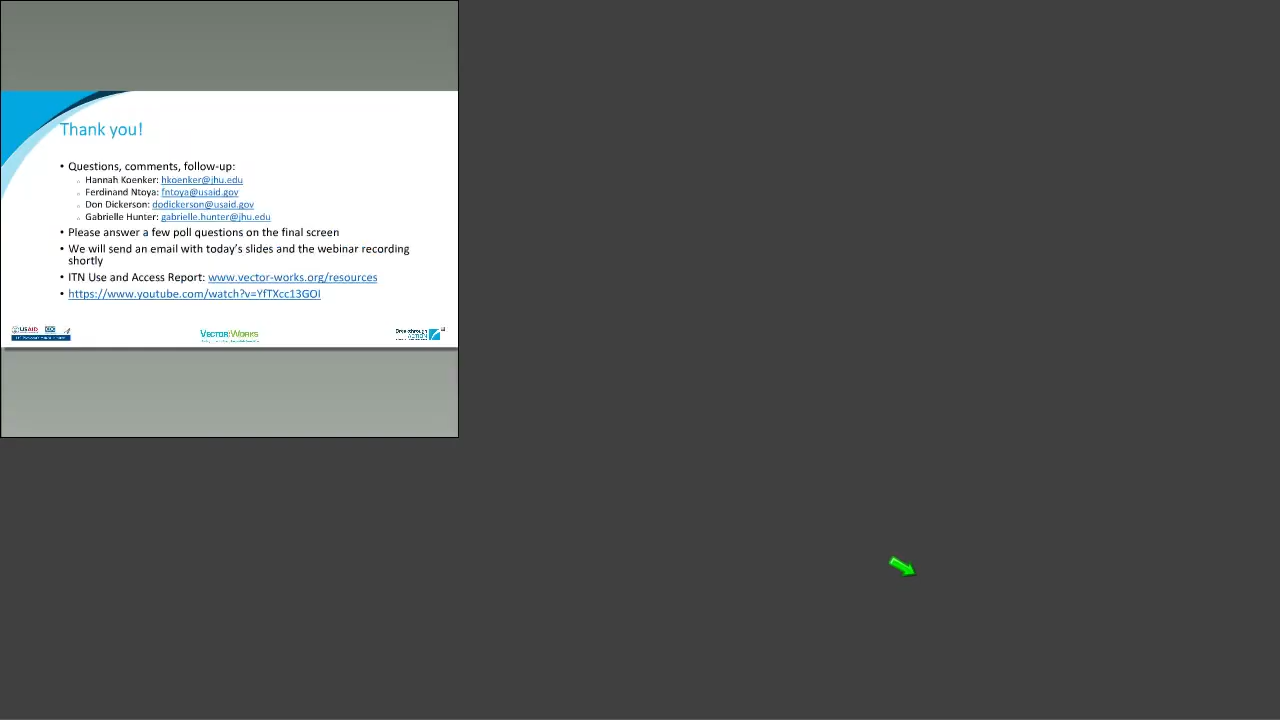 Thank you!
• Questions, comments, follow-up:
Hannah Koenker: hkoenker@jhu.edu
Ferdinand Ntoya: fntoya@usaid.gov
Don Dickerson: dodickerson@usaid.gov
Gabrielle Hunter: gabrielle.hunter@jhu.edu
• Please answer a few poll questions on the final screen
• We will send an email with today's slides and the webinar recording
shortly
• ITN Use and Access Report: www.vector-works.org/resources
• https://www.youtube.com/watch?v=YfTXcc13GOI
USAID
VECTORWORKS
Breakthrough
ACTION